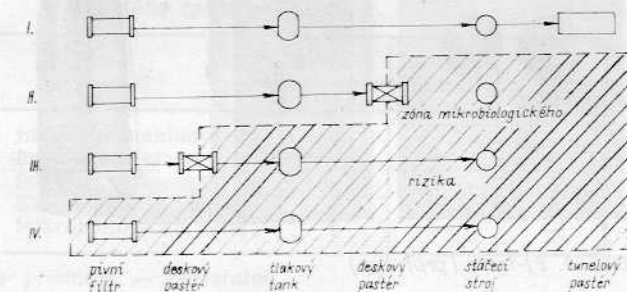 I.
II.
zóna mikrobiologického
III.
rizika
IV.
pivní filtr
deskový pastér
tlakový tank
deskový pastér
stáčecí stroj
tunelový pastér